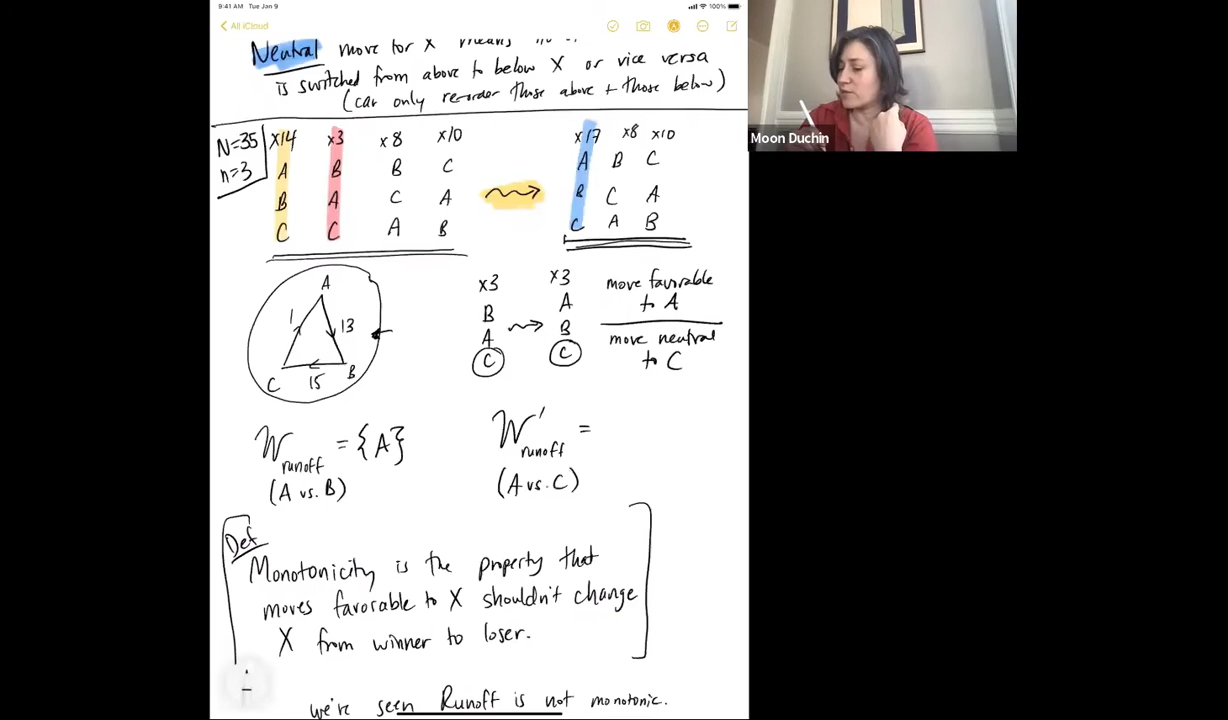 9:41 AM Tue Jan 9
100%
All iCloud
Neutral move for X means
is switched from above to below X or vice versa
(can only re-order those above + those below)
N=35
n=3
x14 x3 x8 x10 x17 x8 x10
A B B C A B C
B A C A B C A
C C A B C A B
A
1 13
C 15 B
x3 x3
B A
A B
C C
move favorable
to A
move neutral
to C
W runoff = {A}
(A vs. B)
W' runoff =
(A vs. C)
Def
Monotonicity is the property that
moves favorable to X shouldn't change
X from winner to loser.
we've seen Runoff is not monotonic.
Moon Duchin